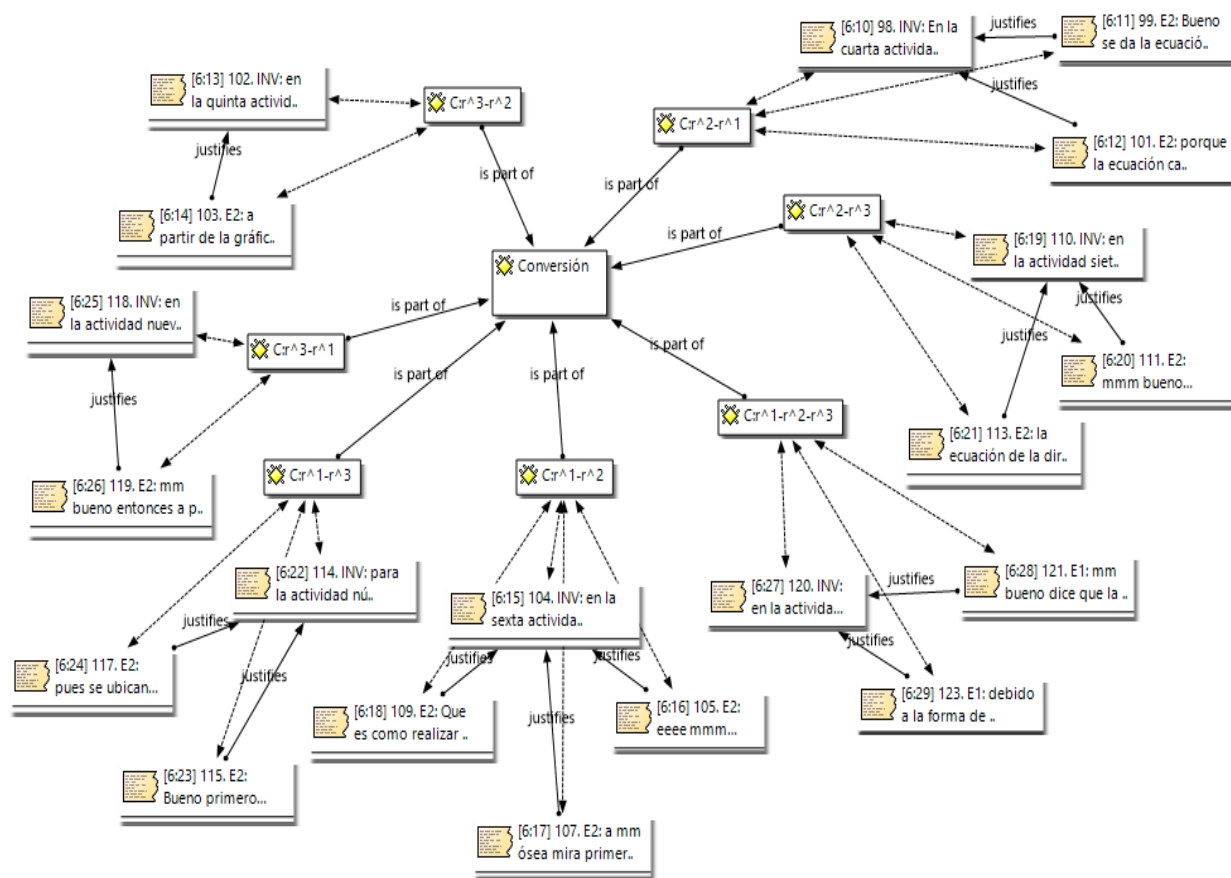 [6:10] 98. INV: En la
cuarta activida..
justifies
[6:11] 99. E2: Bueno
se da la ecuació..
[6:13] 102. INV: en
la quinta activid..
C:r^3-r^2
C:r^2-r^1
justifies
justifies
[6:12] 101. E2: porque
la ecuación ca..
is part of
is part of
[6:14] 103. E2: a
partir de la gráfic..
C:r^2-r^3
is part of
[6:19] 110. INV: en
la actividad siet..
Conversión
[6:25] 118. INV: en
la actividad nuev..
is part of
justifies
justifies
C:r^3-r^1
is part of
[6:20] 111. E2:
mmm bueno...
is part of
is part of
justifies
C:r^1-r^2-r^3
[6:21] 113. E2: la
ecuación de la dir..
[6:26] 119. E2: mm
bueno entonces a p..
C:r^1-r^3
C:r^1-r^2
[6:22] 114. INV: para
la actividad nú..
[6:15] 104. INV: en la
sexta activida..
[6:27] 120. INV:
en la activida...
justifies
[6:28] 121. E1: mm
bueno dice que la ..
justifies
justifies
justifies
justifies
[6:24] 117. E2:
pues se ubican...
justifies
[6:18] 109. E2: Que
es como realizar ..
justifies
[6:16] 105. E2:
eeee mmm...
[6:29] 123. E1: debido
a la forma de ..
[6:23] 115. E2:
Bueno primero...
[6:17] 107. E2: a mm
ósea mira primer..